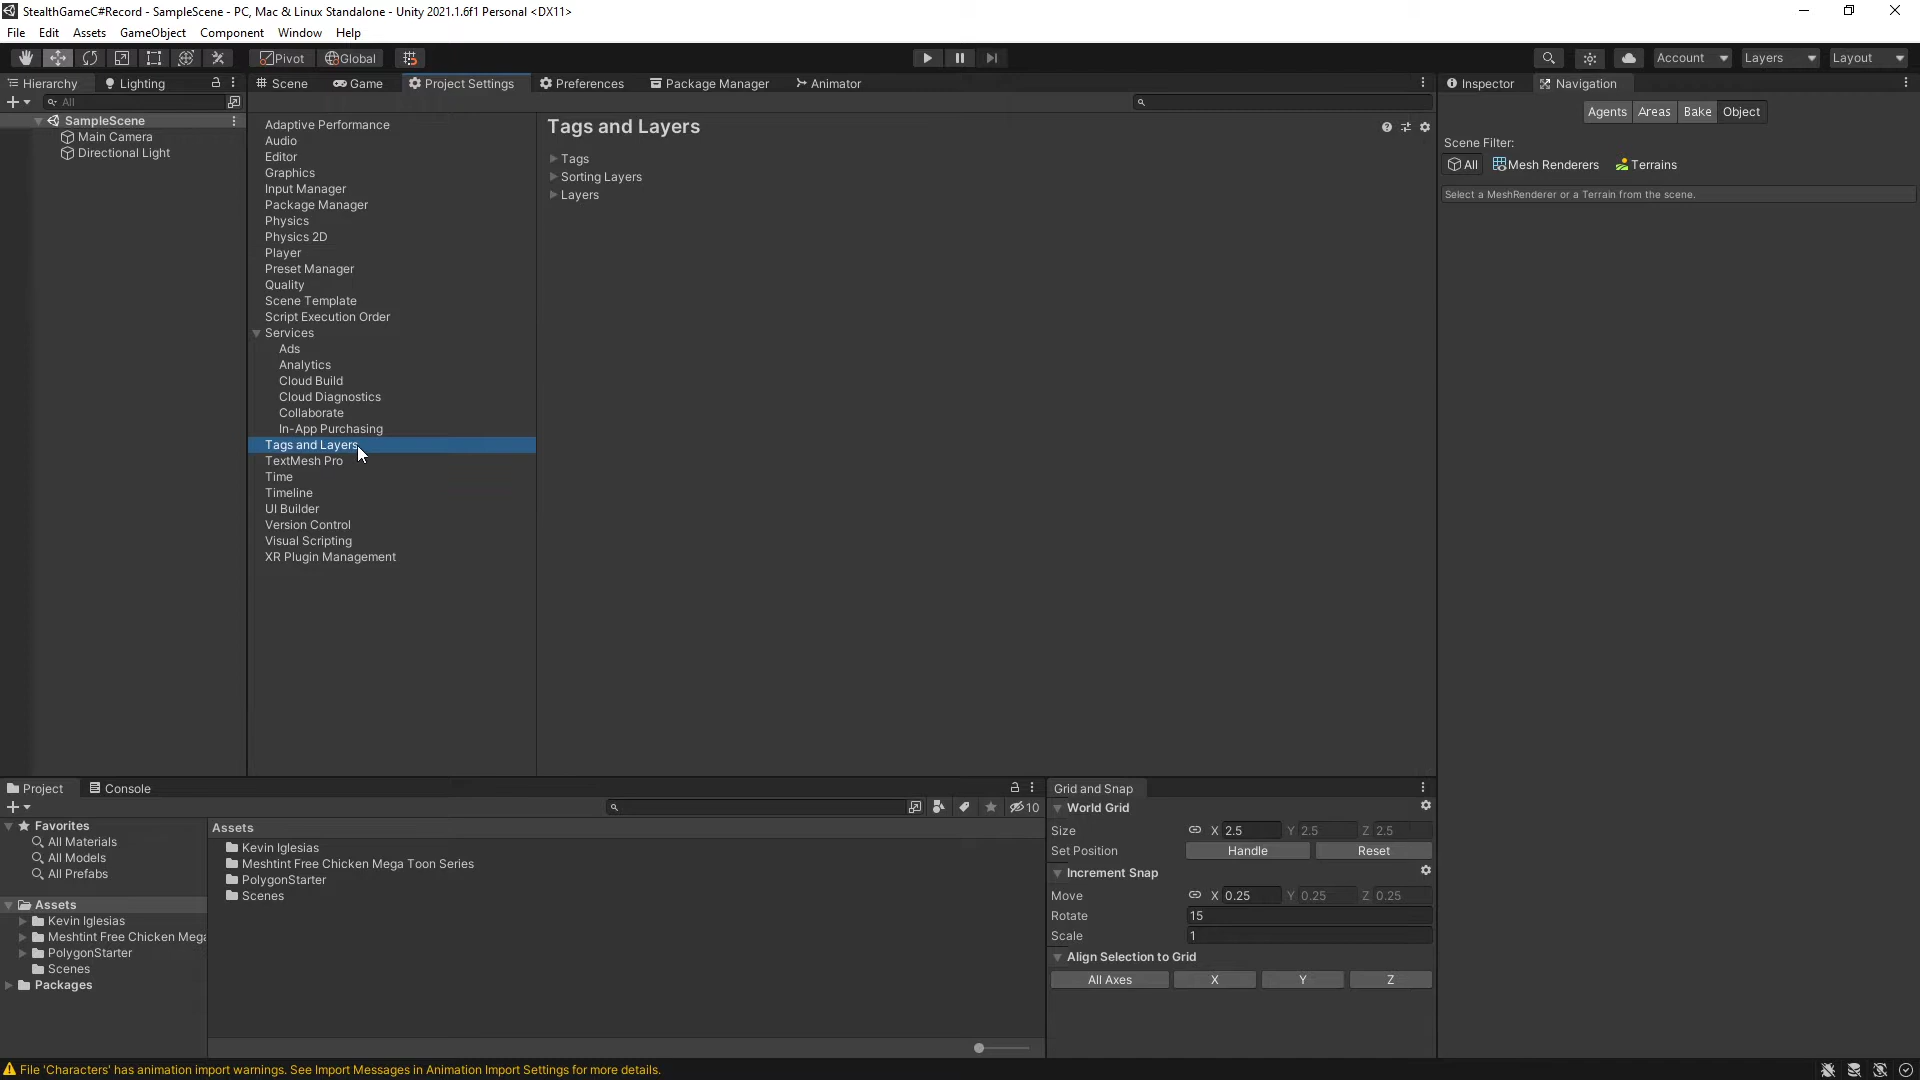 StealthGameC#Record - SampleScene - PC, Mac & Linux Standalone - Unity 2021.1.6f1 Personal <DX11>
File Edit Assets GameObject Component Window Help
Pivot Global Account Layers Layout
Hierarchy Lighting Scene Game Project Settings Preferences Package Manager Animator Inspector Navigation
All
SampleScene
Main Camera
Directional Light
Adaptive Performance
Audio
Editor
Graphics
Input Manager
Package Manager
Physics
Physics 2D
Player
Preset Manager
Quality
Scene Template
Script Execution Order
Services
Ads
Analytics
Cloud Build
Cloud Diagnostics
Collaborate
In-App Purchasing
Tags and Layers
TextMesh Pro
Time
Timeline
UI Builder
Version Control
Visual Scripting
XR Plugin Management
Tags and Layers
Tags
Sorting Layers
Layers
Agents Areas Bake Object
Scene Filter:
All Mesh Renderers Terrains
Select a MeshRenderer or a Terrain from the scene.
Project Console
10
Favorites
All Materials
All Models
All Prefabs
Assets
Kevin Iglesias
Meshtint Free Chicken Mega
PolygonStarter
Scenes
Packages
Assets
Kevin Iglesias
Meshtint Free Chicken Mega Toon Series
PolygonStarter
Scenes
Grid and Snap
World Grid
Size X 2.5 Y 2.5 Z 2.5
Set Position Handle Reset
Increment Snap
Move X 0.25 Y 0.25 Z 0.25
Rotate 15
Scale 1
Align Selection to Grid
All Axes X Y Z
File 'Characters' has animation import warnings. See Import Messages in Animation Import Settings for more details.